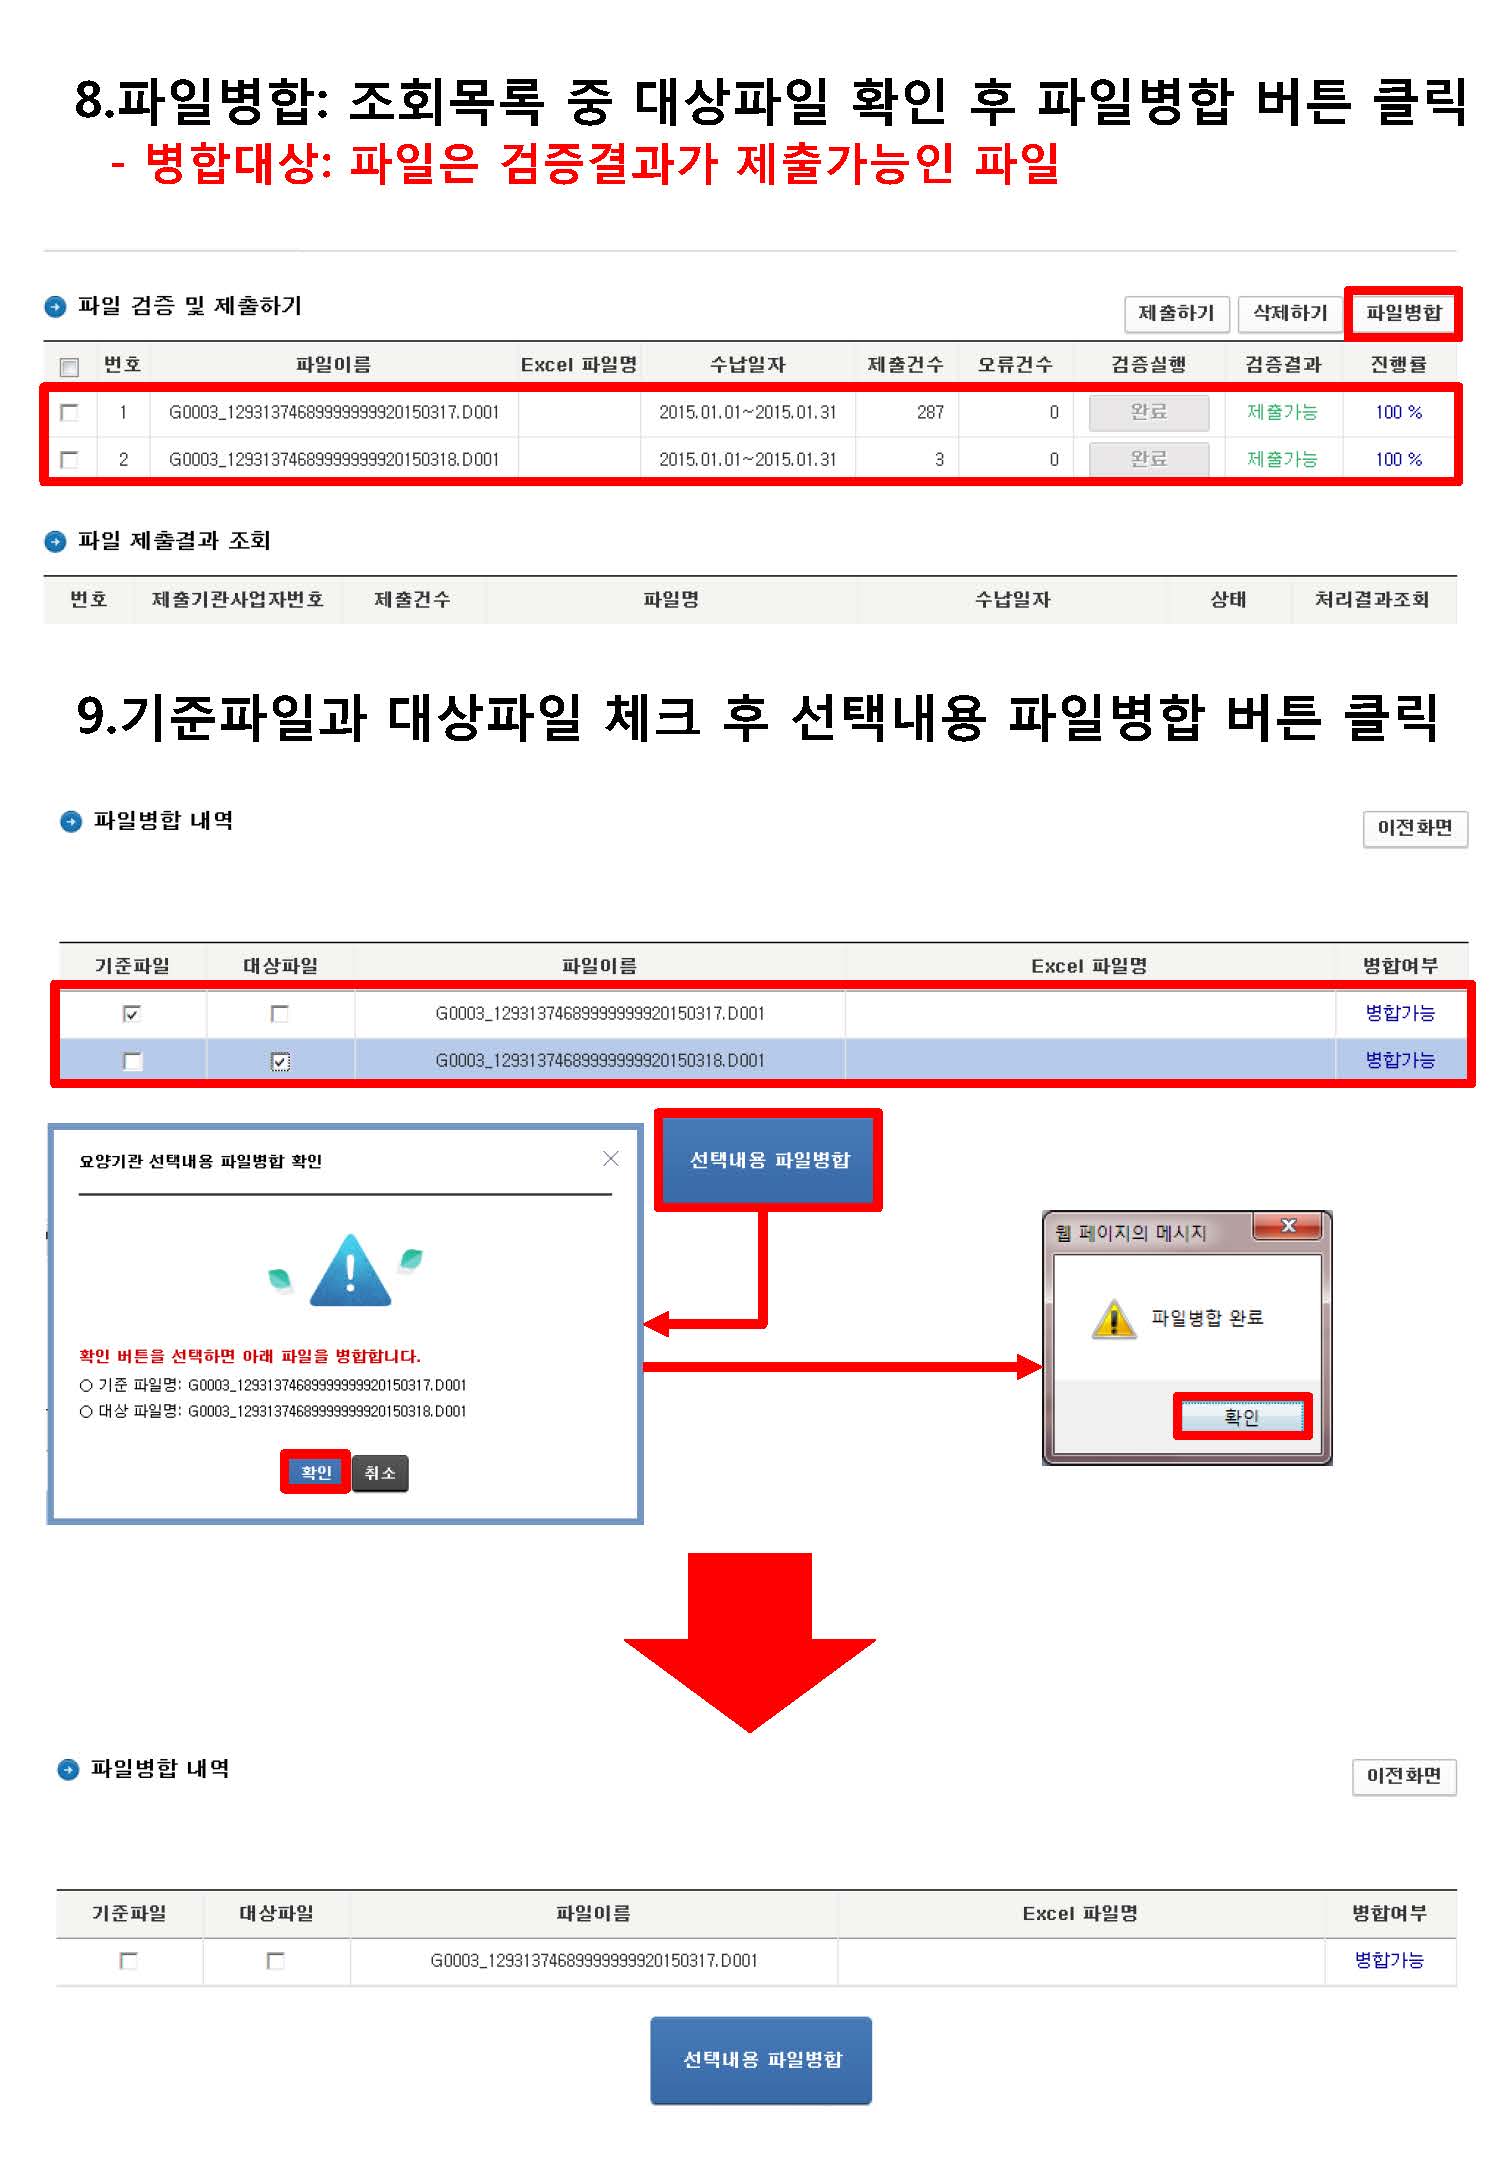 8.파일병합: 조회목록 중 대상파일 확인 후 파일병합 버튼 클릭
- 병합대상: 파일은 검증결과가 제출가능인 파일
파일 검증 및 제출하기
제출하기 삭제하기 파일병합
번호 파일이름 Excel 파일명 수납일자 제출건수 오류건수 검증실행 검증결과 진행률
1 G0003_12931374689999999920150317.D001 2015.01.01~2015.01.31 287 0 완료 제출가능 100 %
2 G0003_12931374689999999920150318.D001 2015.01.01~2015.01.31 3 0 완료 제출가능 100 %
파일 제출결과 조회
번호 제출기관사업자번호 제출건수 파일명 수납일자 상태 처리결과조회
9.기준파일과 대상파일 체크 후 선택내용 파일병합 버튼 클릭
파일병합 내역
이전화면
기준파일 대상파일 파일이름 Excel 파일명 병합여부
G0003_12931374689999999920150317.D001 병합가능
G0003_12931374689999999920150318.D001 병합가능
선택내용 파일병합
요양기관 선택내용 파일병합 확인
확인 버튼을 선택하면 아래 파일을 병합합니다.
기준 파일명: G0003_12931374689999999920150317.D001
대상 파일명: G0003_12931374689999999920150318.D001
확인 취소
웹 페이지의 메시지
파일병합 완료
확인
파일병합 내역
이전화면
기준파일 대상파일 파일이름 Excel 파일명 병합여부
G0003_12931374689999999920150317.D001 병합가능
선택내용 파일병합